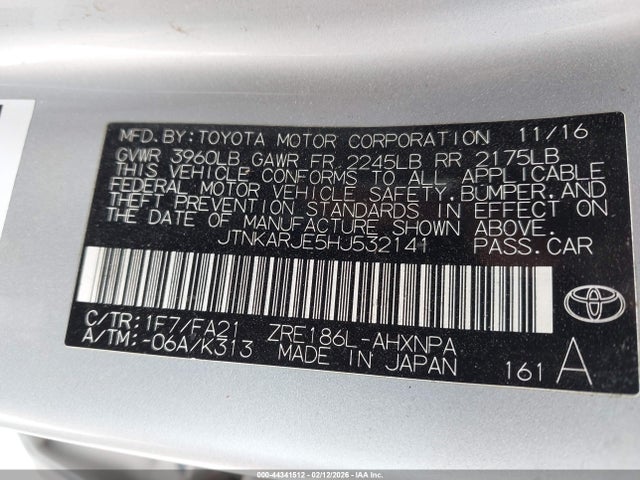 MFD. BY: TOYOTA MOTOR CORPORATION 11/16
GVWR 3960LB GAWR FR 2245LB RR 2175LB
THIS VEHICLE CONFORMS TO ALL APPLICABLE
FEDERAL MOTOR VEHICLE SAFETY, BUMPER, AND
THEFT PREVENTION STANDARDS IN EFFECT ON
THE DATE OF MANUFACTURE SHOWN ABOVE.
JTNKARJE5HJ532141 PASS.CAR
C/TR: 1F7/FA21 ZRE186L-AHXNPA
A/TM: -06A/K313 MADE IN JAPAN 161 A
TOYOTA
000-44341512 - 02/12/2026 - IAAI Inc.